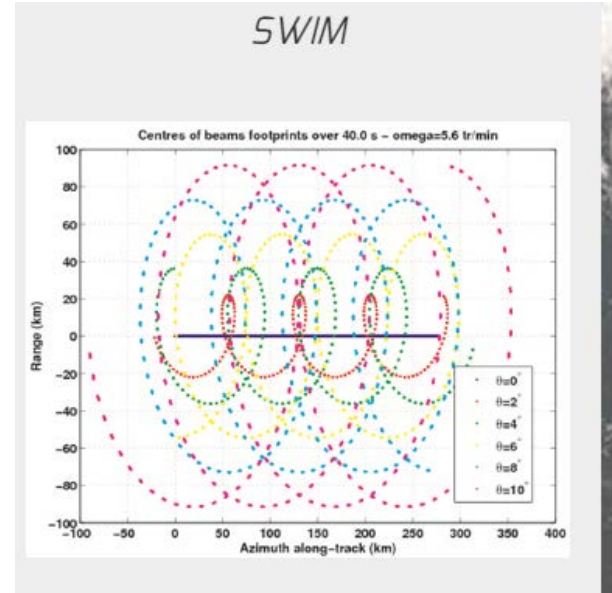 SWIM
Centres of beams footprints over 40.0 s – omega=5.6 tr/min
100
80
60
40
20
0
−20
−40
−60
−80
−100
Range (km)
−100 −50 0 50 100 150 200 250 300 350 400
Azimuth along−track (km)
θ=0°
θ=2°
θ=4°
θ=6°
θ=8°
θ=10°